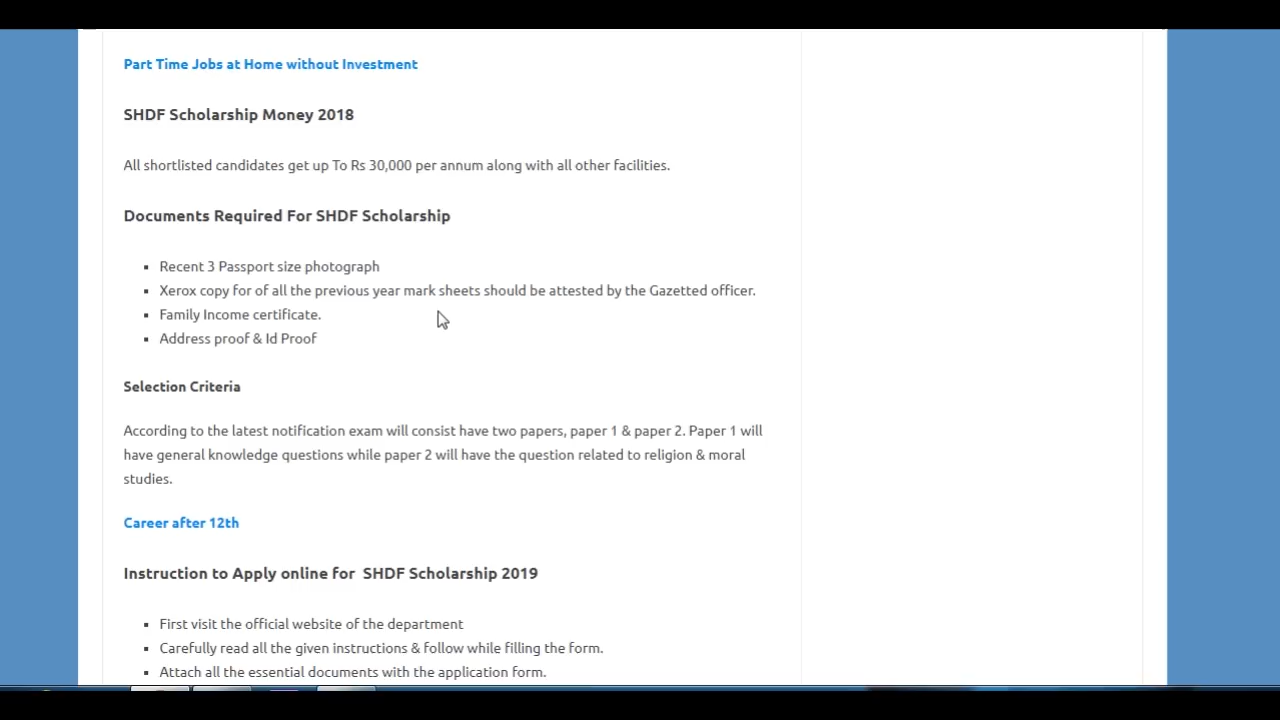 Part Time Jobs at Home without Investment
SHDF Scholarship Money 2018
All shortlisted candidates get up To Rs 30,000 per annum along with all other facilities.
Documents Required For SHDF Scholarship
Recent 3 Passport size photograph
Xerox copy for of all the previous year mark sheets should be attested by the Gazetted officer.
Family Income certificate.
Address proof & Id Proof
Selection Criteria
According to the latest notification exam will consist have two papers, paper 1 & paper 2. Paper 1 will
have general knowledge questions while paper 2 will have the question related to religion & moral
studies.
Career after 12th
Instruction to Apply online for  SHDF Scholarship 2019
First visit the official website of the department
Carefully read all the given instructions & follow while filling the form.
Attach all the essential documents with the application form.